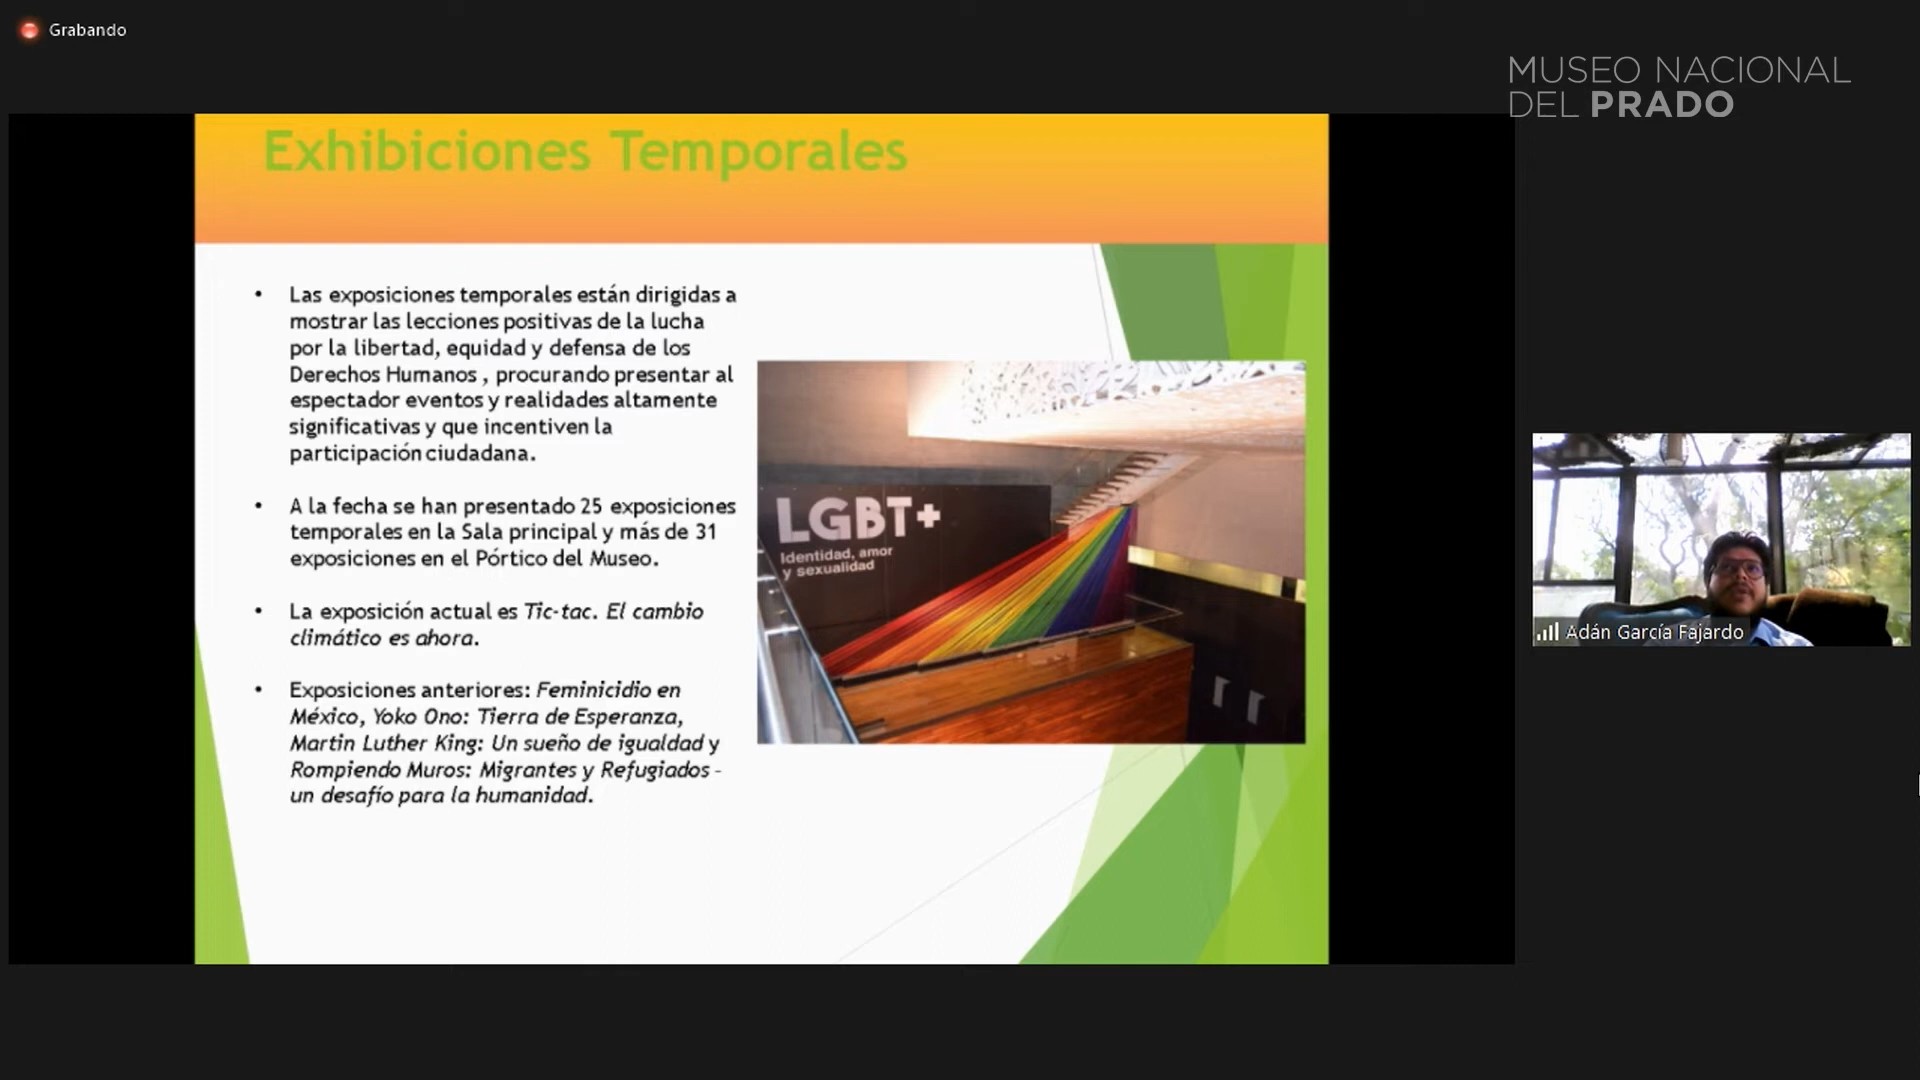 Grabando
MUSEO NACIONAL
DEL PRADO
Exhibiciones Temporales
• Las exposiciones temporales están dirigidas a
mostrar las lecciones positivas de la lucha
por la libertad, equidad y defensa de los
Derechos Humanos , procurando presentar al
espectador eventos y realidades altamente
significativas y que incentiven la
participación ciudadana.
• A la fecha se han presentado 25 exposiciones
temporales en la Sala principal y más de 31
exposiciones en el Pórtico del Museo.
• La exposición actual es Tic-tac. El cambio
climático es ahora.
• Exposiciones anteriores: Feminicidio en
México, Yoko Ono: Tierra de Esperanza,
Martin Luther King: Un sueño de igualdad y
Rompiendo Muros: Migrantes y Refugiados –
un desafío para la humanidad.
LGBT+
Identidad, amor
y sexualidad
Adán García Fajardo